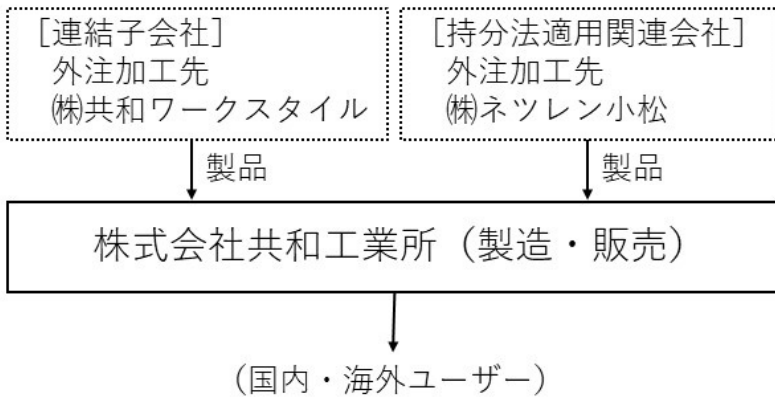 ［連結子会社］
外注加工先
㈱共和ワークスタイル
［持分法適用関連会社］
外注加工先
㈱ネツレン小松
製品
製品
株式会社共和工業所（製造・販売）
（国内・海外ユーザー）